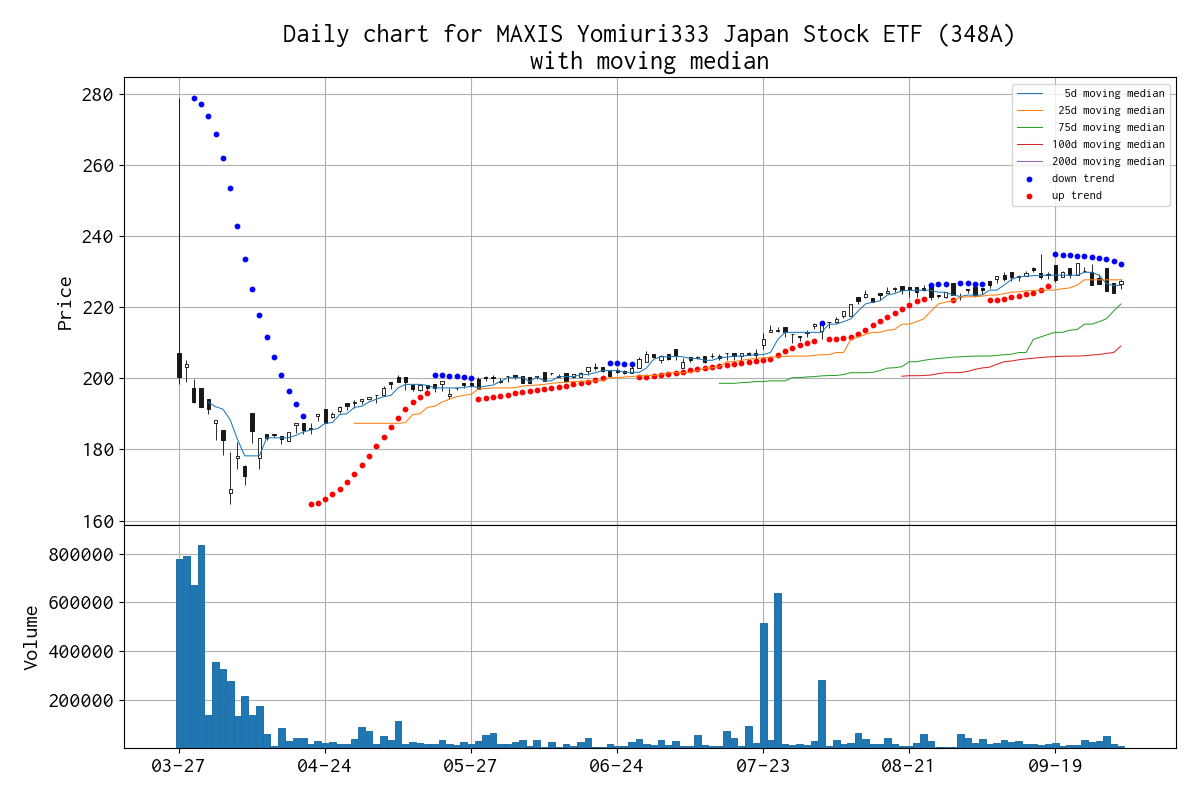 Daily chart for MAXIS Yomiuri333 Japan Stock ETF (348A)
with moving median
5d moving median
25d moving median
75d moving median
100d moving median
200d moving median
down trend
up trend
Price
280
260
240
220
200
180
160
Volume
800000
600000
400000
200000
03-27
04-24
05-27
06-24
07-23
08-21
09-19